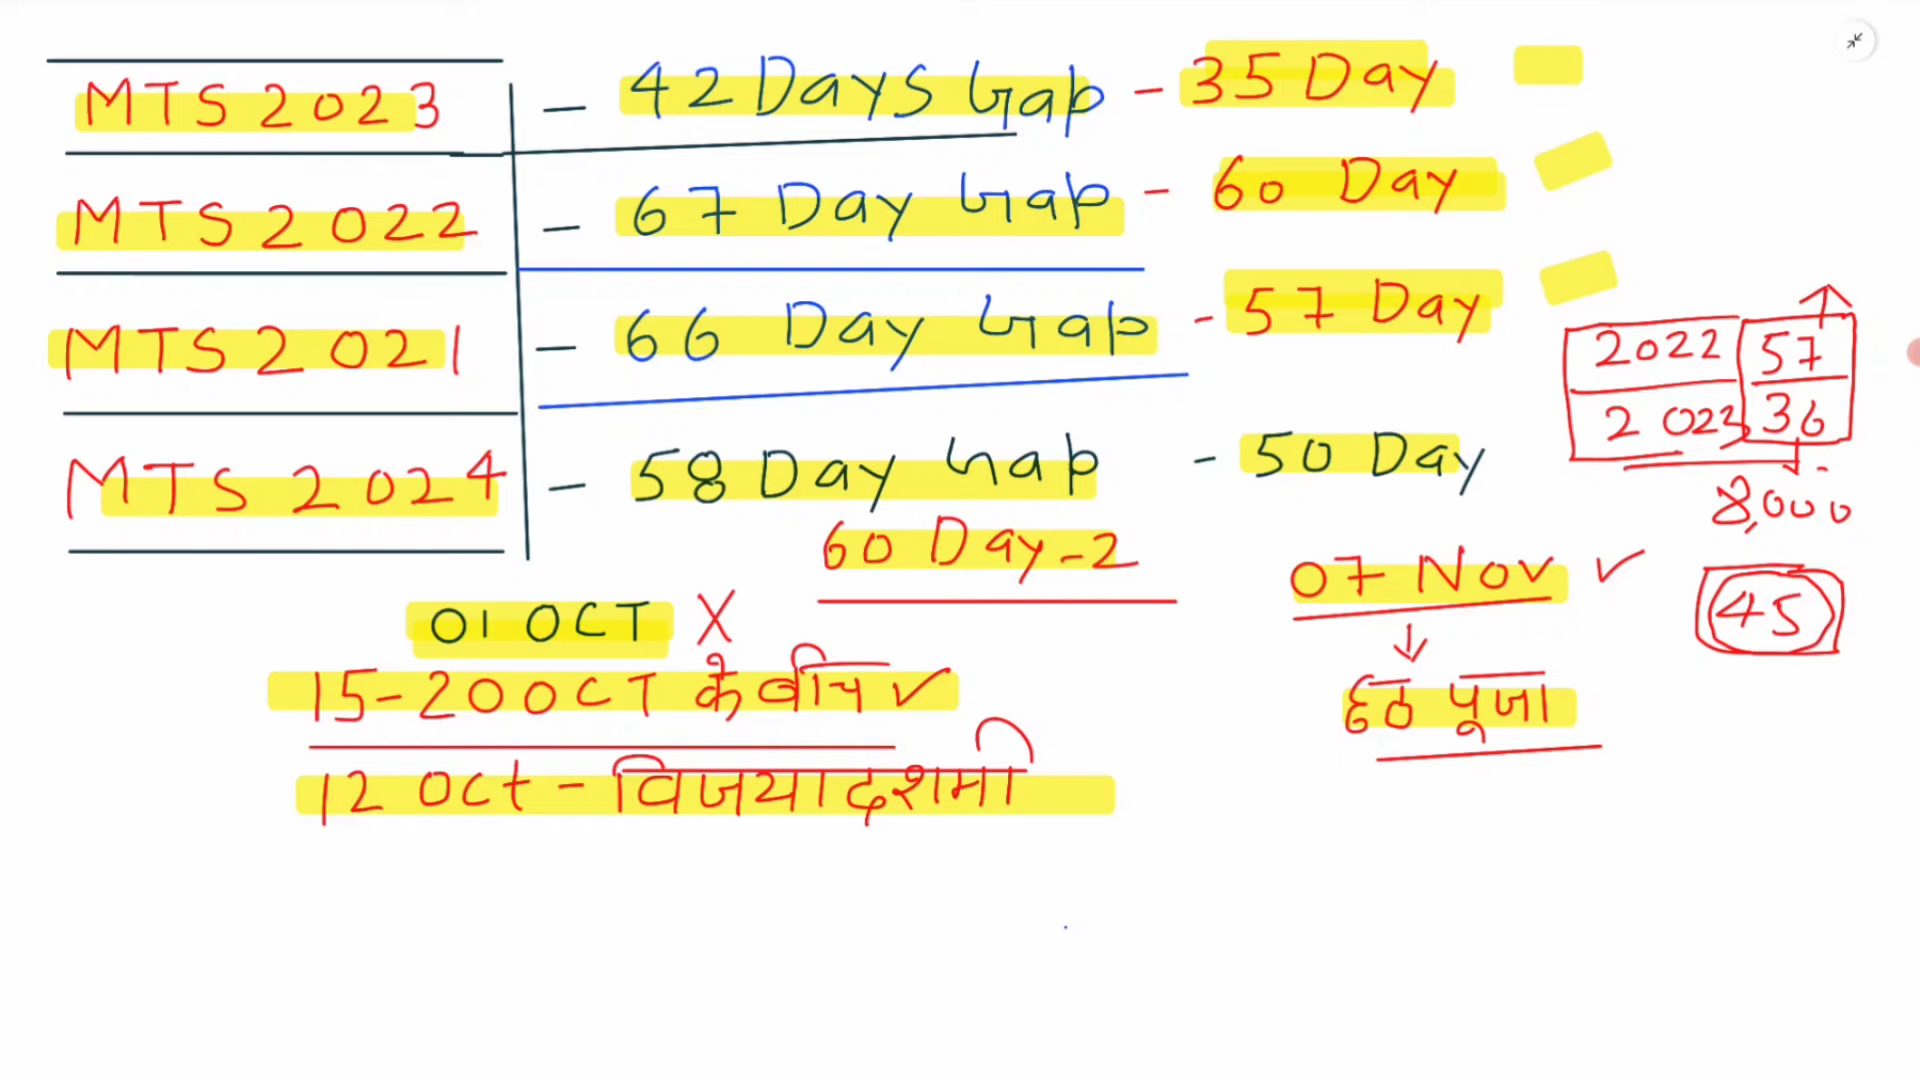 MTS 2023 - 42 Days Gap - 35 Day
MTS 2022 - 67 Day Gap - 60 Day
MTS 2021 - 66 Day Gap - 57 Day
2022 57
2023 36
8,000
MTS 2024 - 58 Day Gap - 50 Day
60 Day-2
07 Nov ✓
45
01 OCT X
15-20 OCT के बीच ✓
छठ पूजा
12 Oct - विजयादशमी